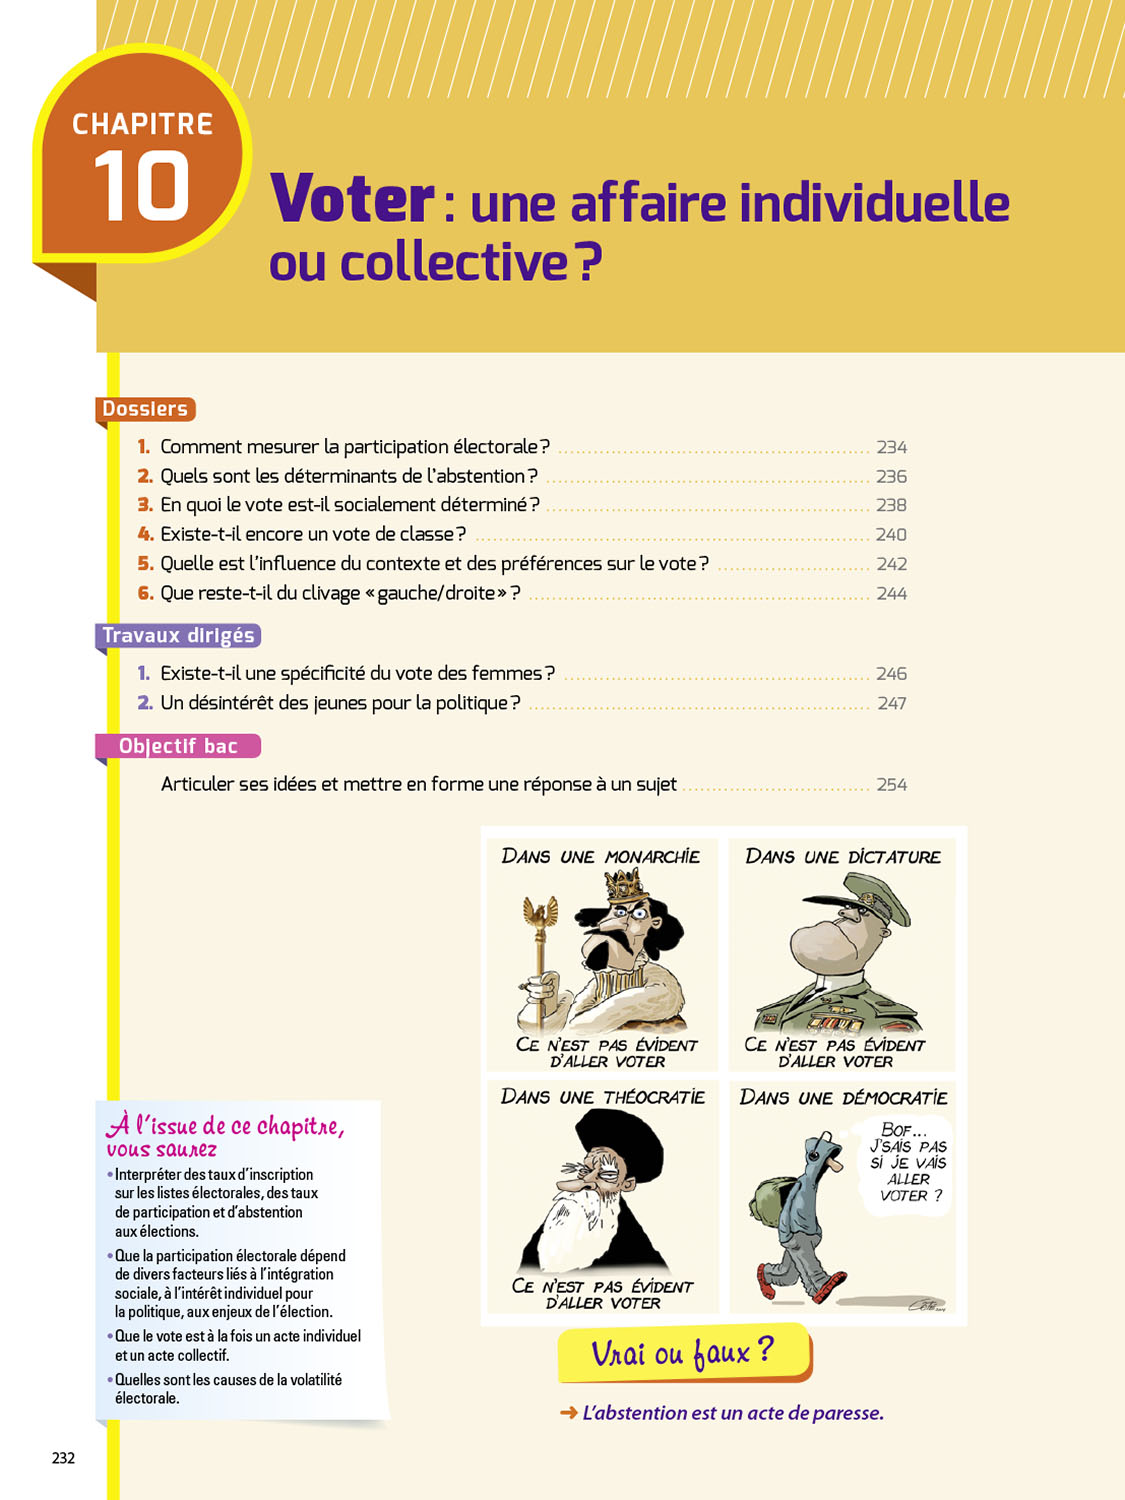 CHAPITRE
10
Voter : une affaire individuelle
ou collective ?
Dossiers
1. Comment mesurer la participation électorale ? 234
2. Quels sont les déterminants de l'abstention ? 236
3. En quoi le vote est-il socialement déterminé ? 238
4. Existe-t-il encore un vote de classe ? 240
5. Quelle est l'influence du contexte et des préférences sur le vote ? 242
6. Que reste-t-il du clivage « gauche/droite » ? 244
Travaux dirigés
1. Existe-t-il une spécificité du vote des femmes ? 246
2. Un désintérêt des jeunes pour la politique ? 247
Objectif bac
Articuler ses idées et mettre en forme une réponse à un sujet 254
DANS UNE MONARCHIE
CE N'EST PAS ÉVIDENT
D'ALLER VOTER
DANS UNE DICTATURE
CE N'EST PAS ÉVIDENT
D'ALLER VOTER
DANS UNE THÉOCRATIE
CE N'EST PAS ÉVIDENT
D'ALLER VOTER
DANS UNE DÉMOCRATIE
BOF...
J'SAIS PAS
SI JE VAIS
ALLER
VOTER ?
À l'issue de ce chapitre,
vous saurez
• Interpréter des taux d'inscription
sur les listes électorales, des taux
de participation et d'abstention
aux élections.
• Que la participation électorale dépend
de divers facteurs liés à l'intégration
sociale, à l'intérêt individuel pour
la politique, aux enjeux de l'élection.
• Que le vote est à la fois un acte individuel
et un acte collectif.
• Quelles sont les causes de la volatilité
électorale.
Vrai ou faux ?
➜ L'abstention est un acte de paresse.
232